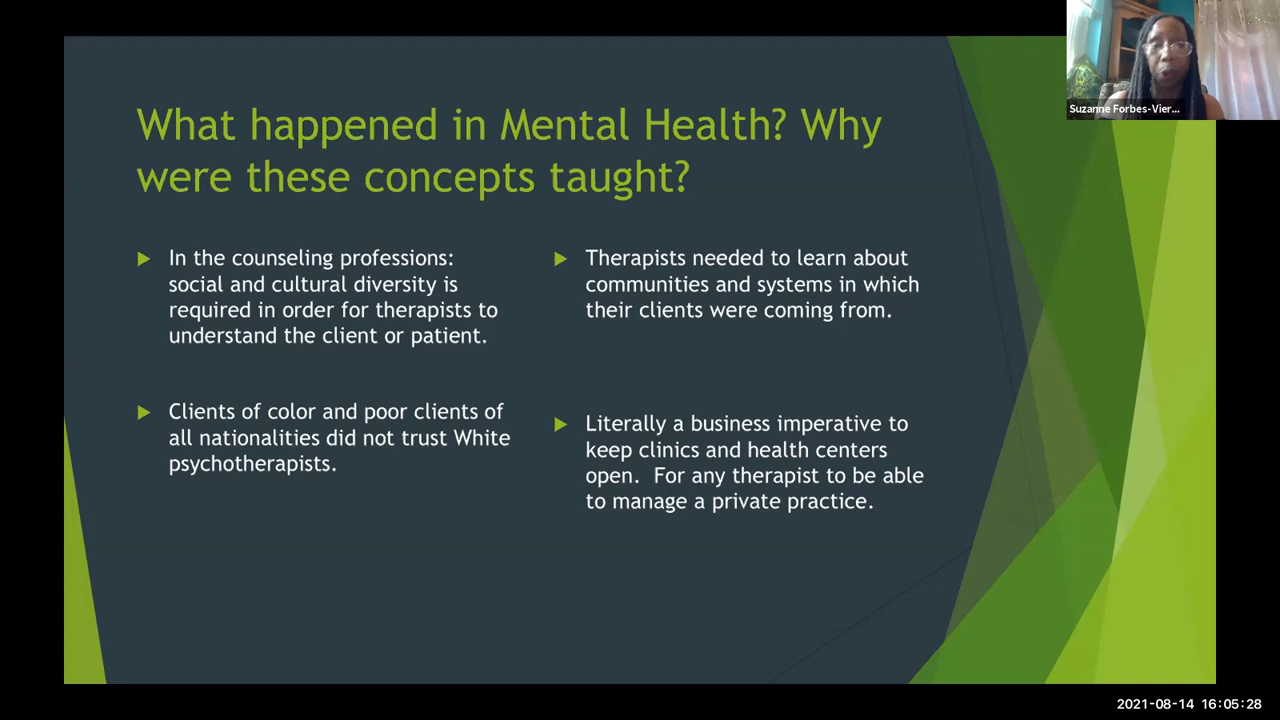 What happened in Mental Health? Why
were these concepts taught?
In the counseling professions:
social and cultural diversity is
required in order for therapists to
understand the client or patient.
Clients of color and poor clients of
all nationalities did not trust White
psychotherapists.
Therapists needed to learn about
communities and systems in which
their clients were coming from.
Literally a business imperative to
keep clinics and health centers
open.  For any therapist to be able
to manage a private practice.
Suzanne Forbes-Vier...
2021-08-14 16:05:28